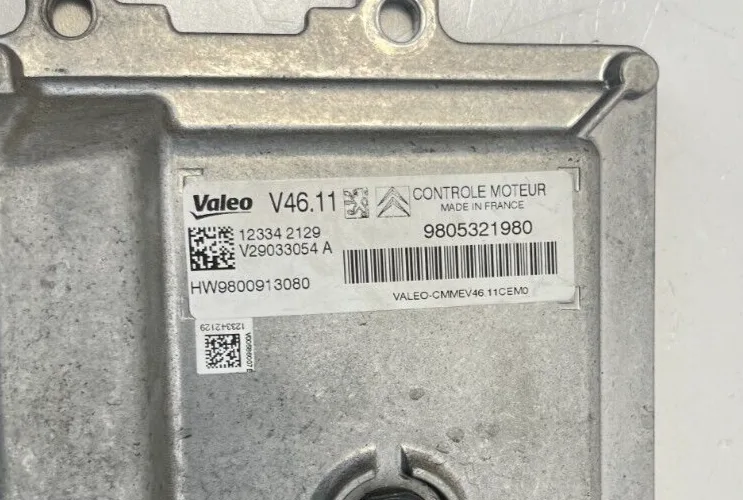 Valeo V46.11 CONTROLE MOTEUR
MADE IN FRANCE
12334 2129 9805321980
V29033054 A
HW9800913080
VALEO-CMMEV46.11CEM0
123342129